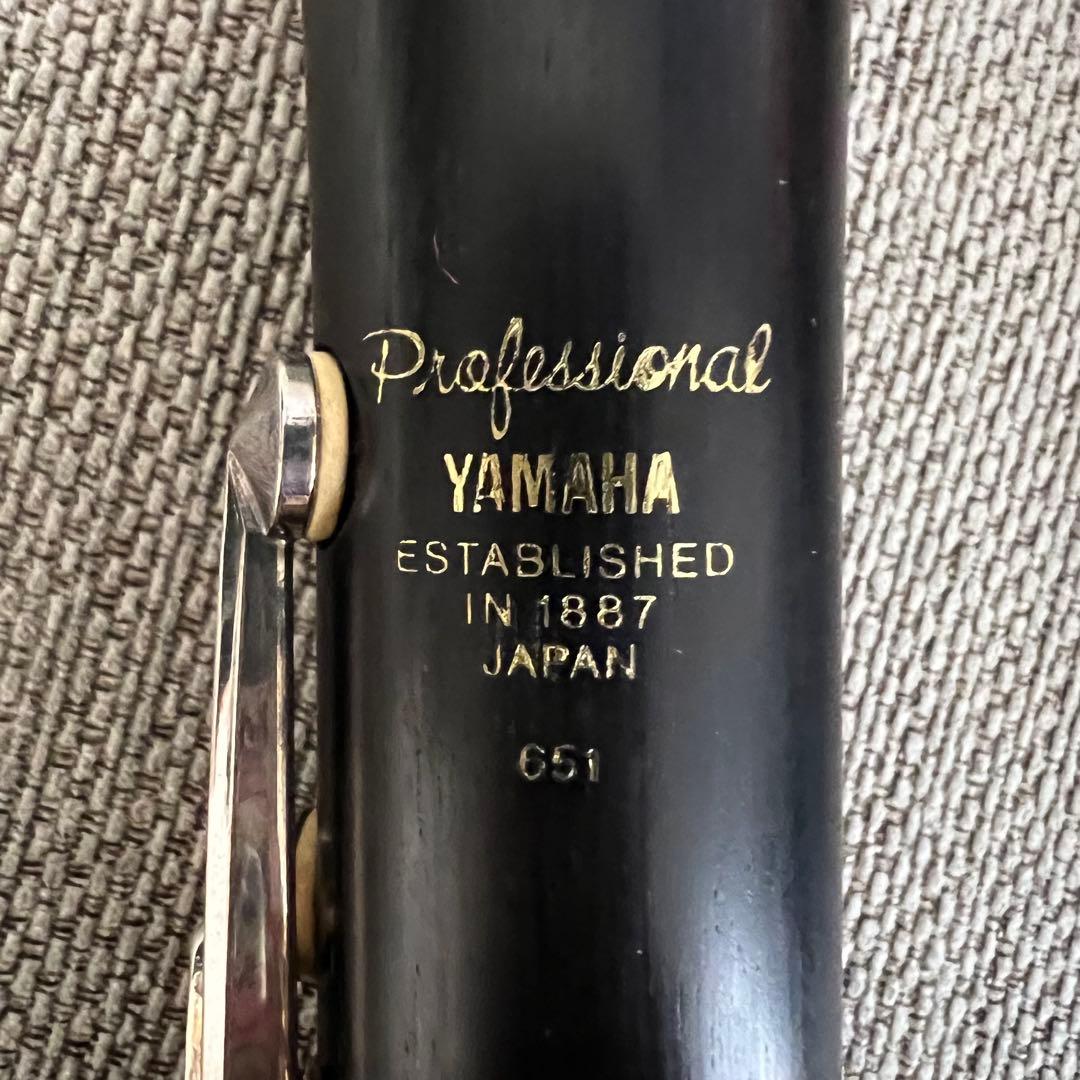 Professional
YAMAHA
ESTABLISHED
IN 1887
JAPAN
651